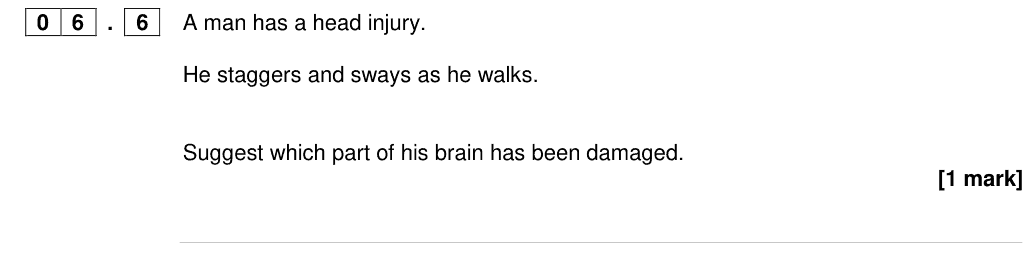 0 6 . 6 A man has a head injury.
He staggers and sways as he walks.
Suggest which part of his brain has been damaged.
[1 mark]